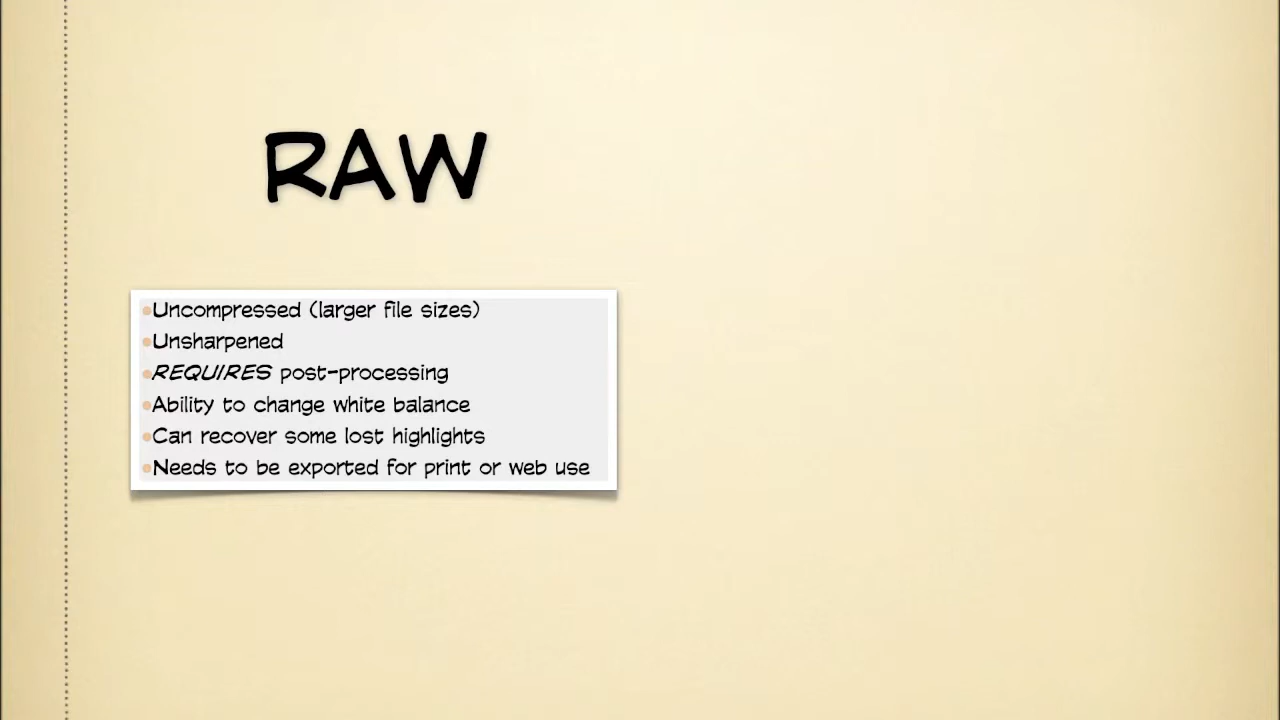 RAW
•Uncompressed (larger file sizes)
•Unsharpened
•REQUIRES post-processing
•Ability to change white balance
•Can recover some lost highlights
•Needs to be exported for print or web use